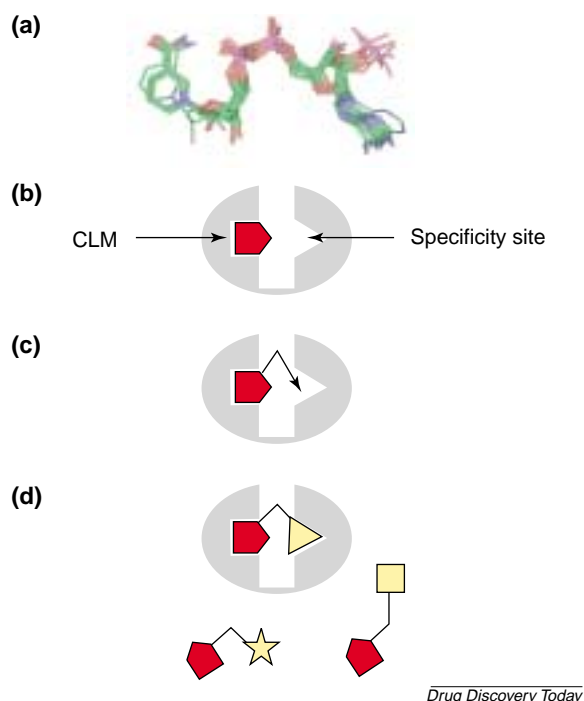 (a)
(b)
CLM
Specificity site
(c)
(d)
Drug Discovery Today